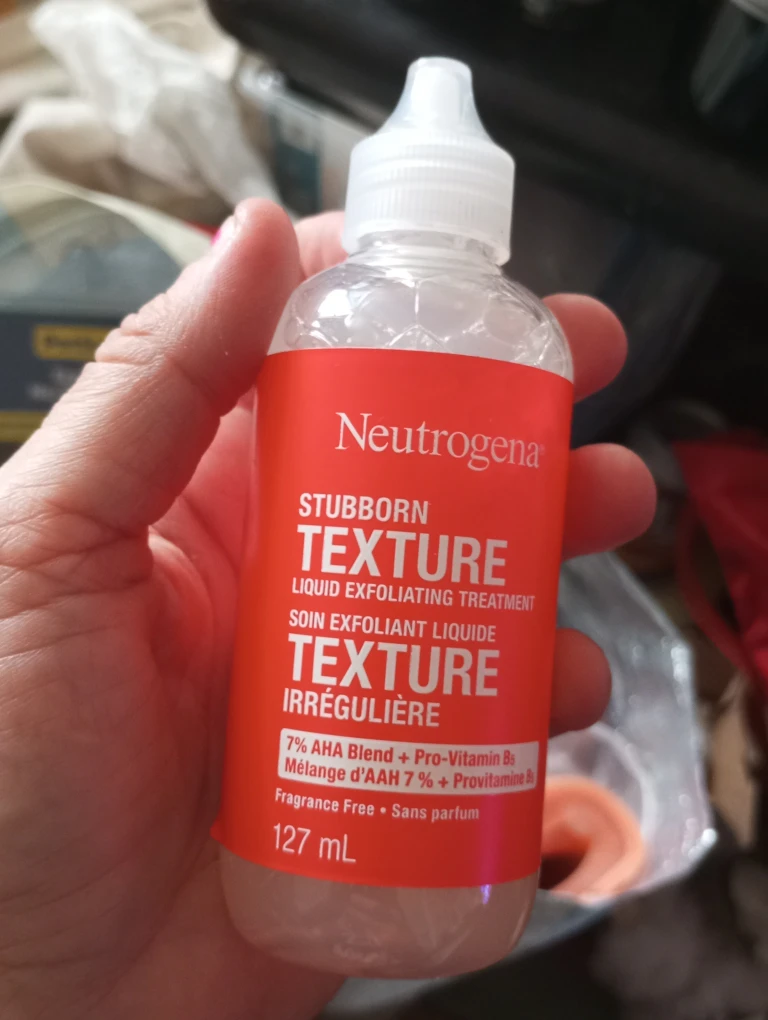 Neutrogena®
STUBBORN
TEXTURE
LIQUID EXFOLIATING TREATMENT
SOIN EXFOLIANT LIQUIDE
TEXTURE
IRRÉGULIÈRE
7% AHA Blend + Pro-Vitamin B₅
Mélange d'AAH 7 % + Provitamine B₅
Fragrance Free • Sans parfum
127 mL